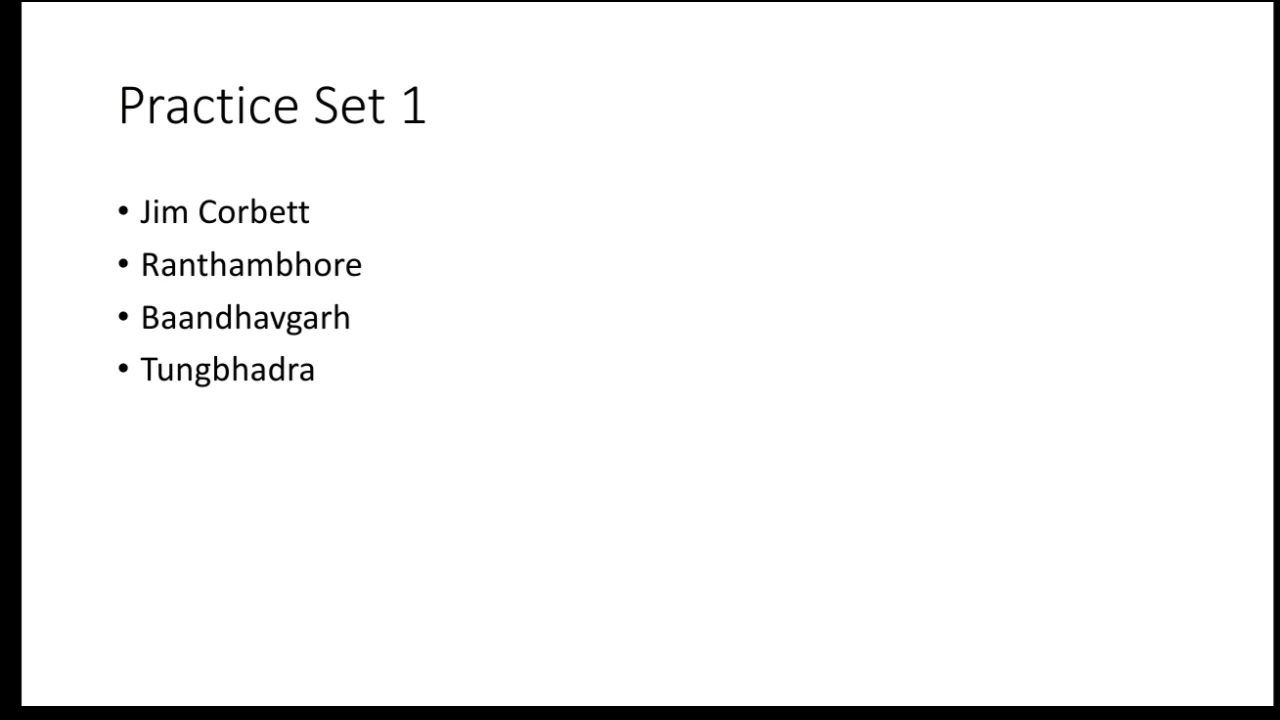 Practice Set 1
• Jim Corbett
• Ranthambhore
• Baandhavgarh
• Tungbhadra